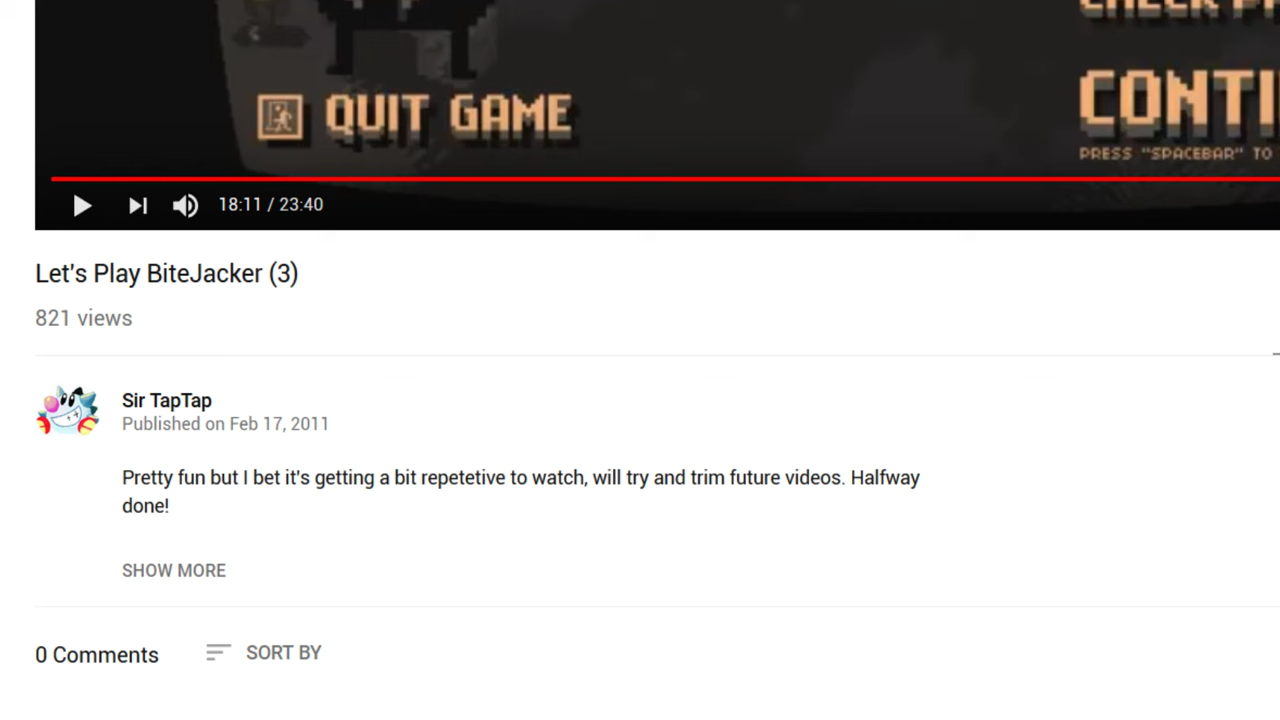 QUIT GAME
CONTI
PRESS "SPACEBAR" TO
18:11 / 23:40
Let's Play BiteJacker (3)
821 views
Sir TapTap
Published on Feb 17, 2011
Pretty fun but I bet it's getting a bit repetetive to watch, will try and trim future videos. Halfway
done!
SHOW MORE
0 Comments SORT BY